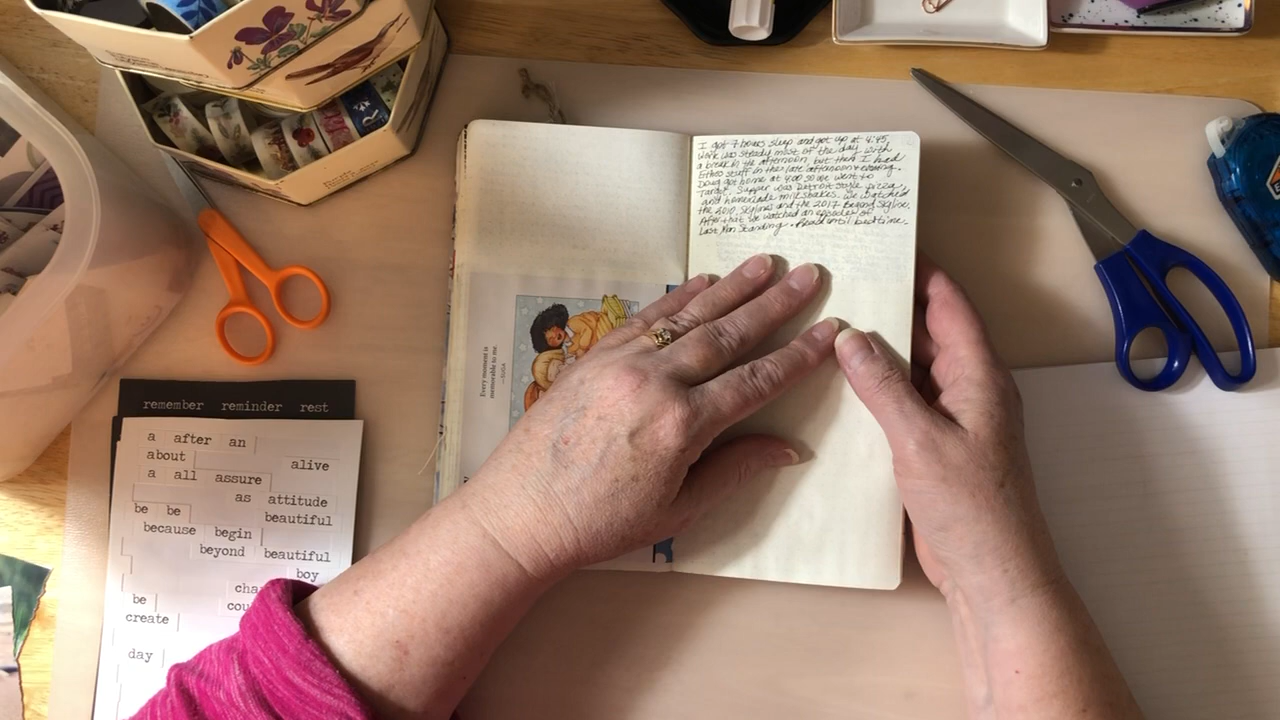 I got 7 hours sleep and got up at 4:45.
Work was steady most of the day with
a break in the afternoon, but then I had
Ethos stuff in the late afternoon + evening.
Doug got home at 4:00 so we went to
Target. Supper was Detroit style pizza
and homemade milkshakes. We watched
the 2010 Skyline and the 2017 Beyond Skyline.
After that we watched an episode of
Last Man Standing. Read until bedtime.
Every moment is
memorable to me.
—SUGA
remember reminder rest
a after an
about
alive
a all assure
as attitude
be be
beautiful
because begin
beyond beautiful
boy
be
create
day